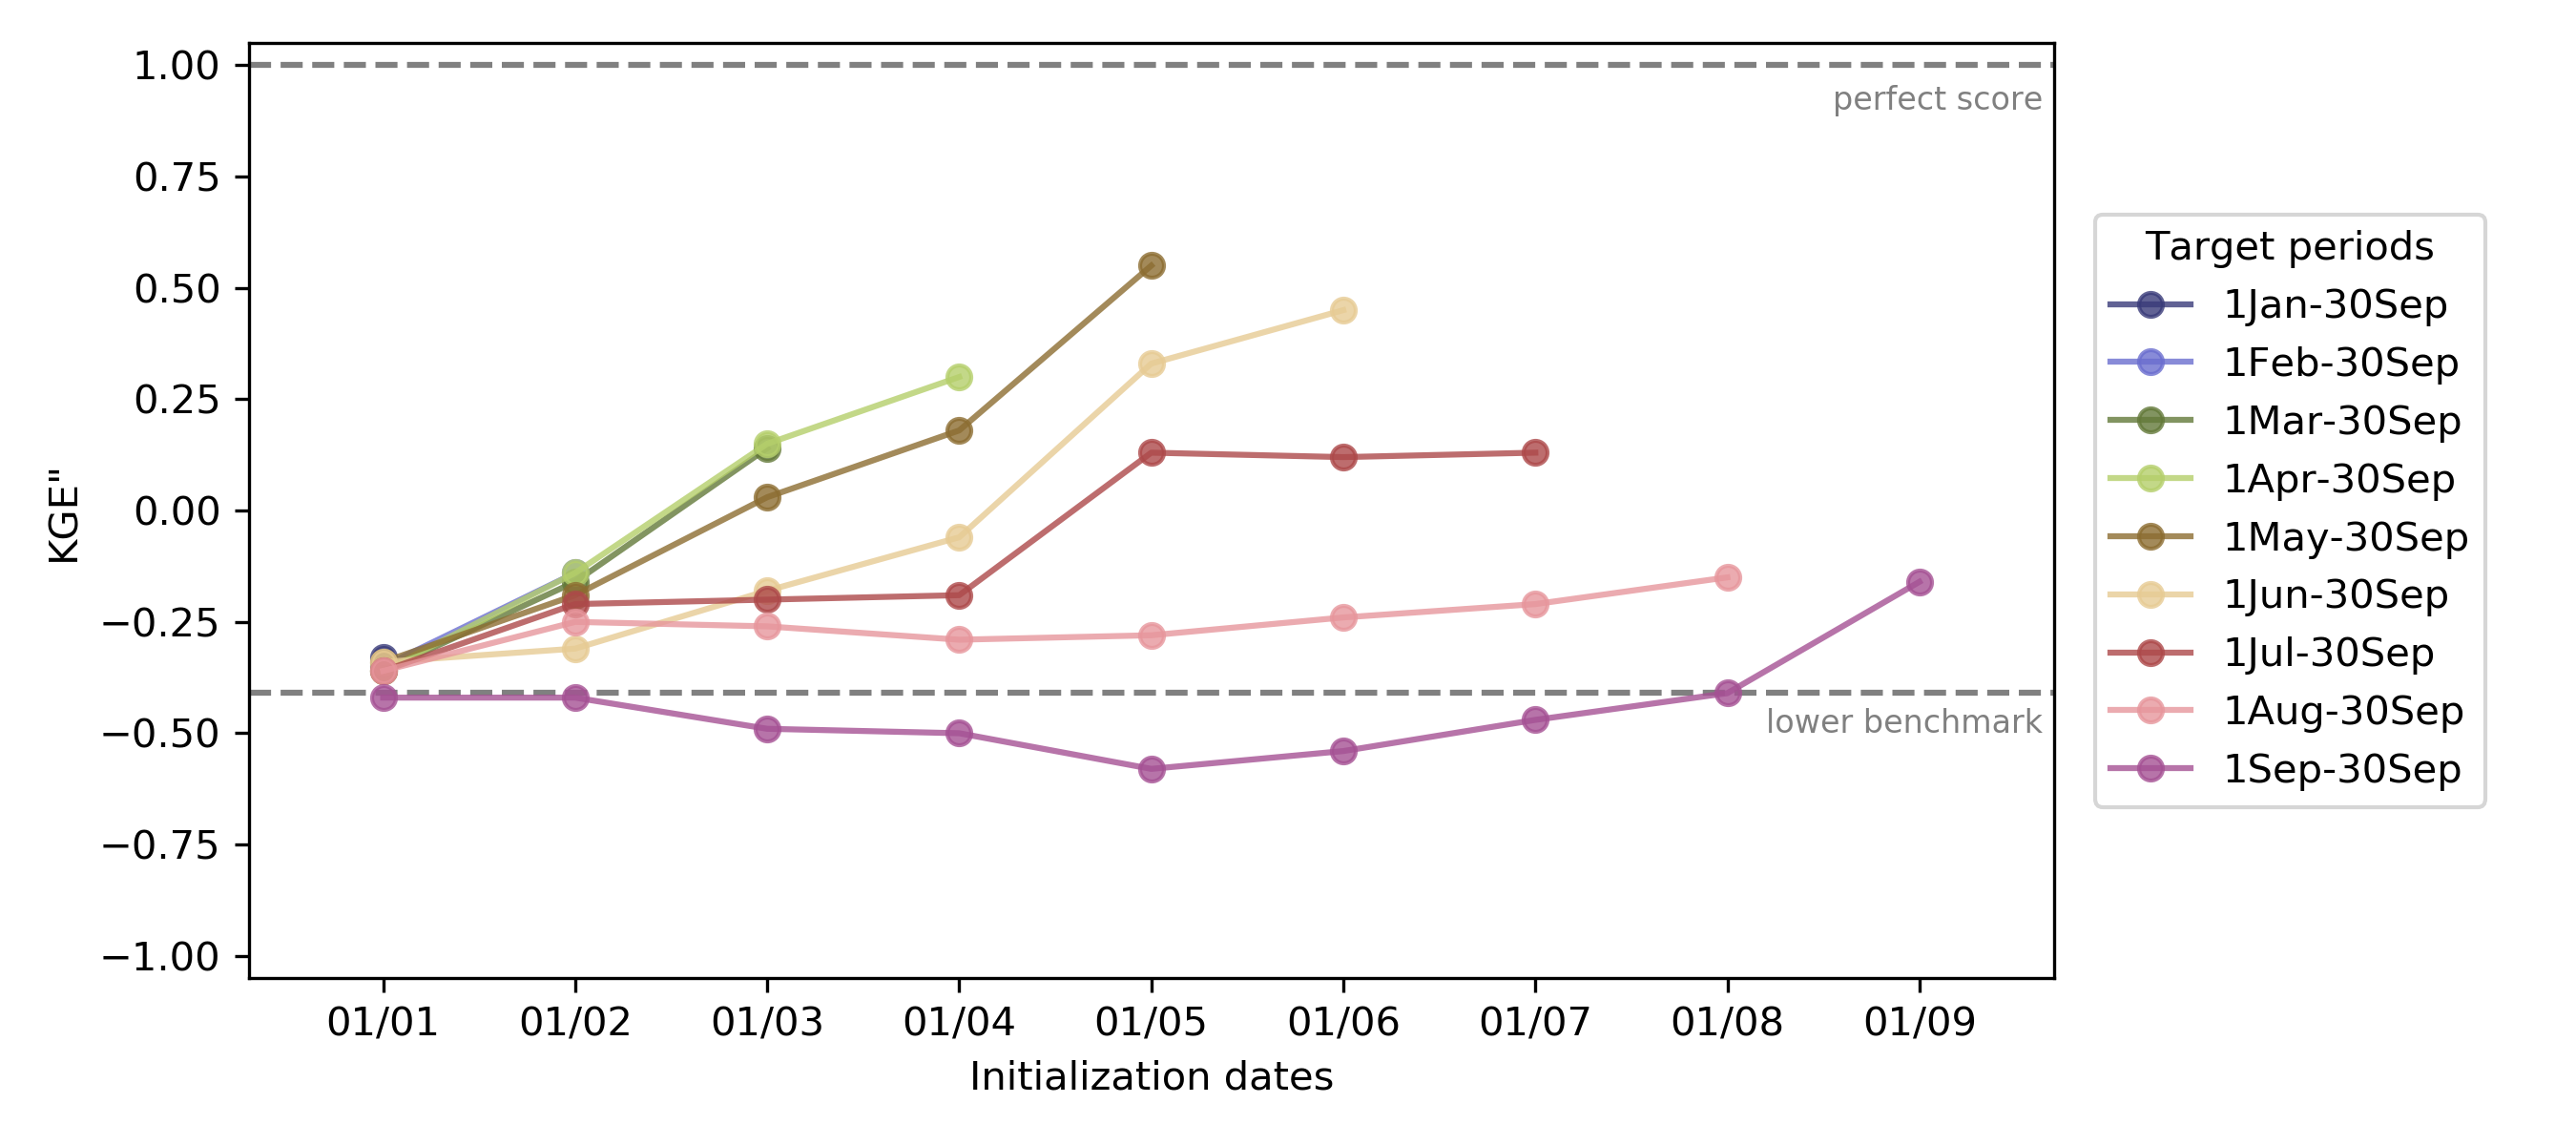 1.00
0.75
0.50
0.25
0.00
−0.25
−0.50
−0.75
−1.00
KGE"
perfect score
lower benchmark
01/01 01/02 01/03 01/04 01/05 01/06 01/07 01/08 01/09
Initialization dates
Target periods
1Jan-30Sep
1Feb-30Sep
1Mar-30Sep
1Apr-30Sep
1May-30Sep
1Jun-30Sep
1Jul-30Sep
1Aug-30Sep
1Sep-30Sep